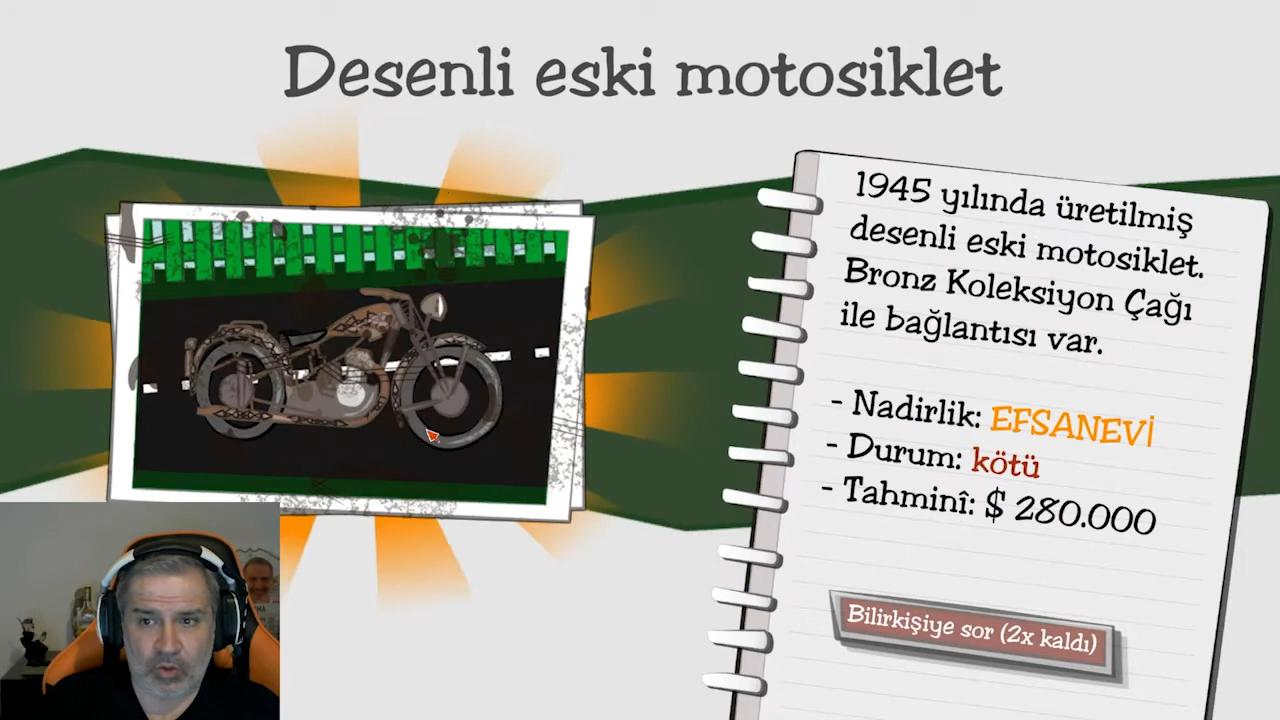 Desenli eski motosiklet
1945 yılında üretilmiş
desenli eski motosiklet.
Bronz Koleksiyon Çağı
ile bağlantısı var.
- Nadirlik: EFSANEVİ
- Durum: kötü
- Tahminî: $ 280.000
Bilirkişiye sor (2x kaldı)